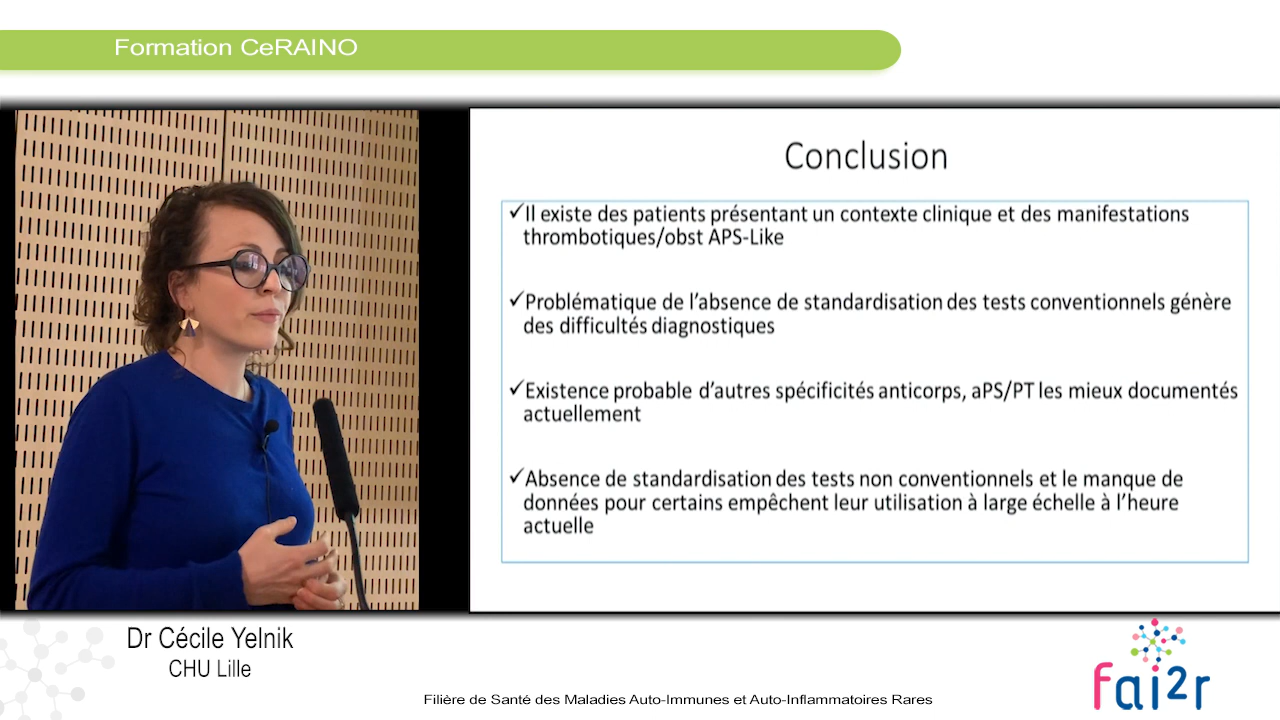 Formation CeRAINO
Conclusion
✓Il existe des patients présentant un contexte clinique et des manifestations
thrombotiques/obst APS-Like
✓Problématique de l'absence de standardisation des tests conventionnels génère
des difficultés diagnostiques
✓Existence probable d'autres spécificités anticorps, aPS/PT les mieux documentés
actuellement
✓Absence de standardisation des tests non conventionnels et le manque de
données pour certains empêchent leur utilisation à large échelle à l'heure
actuelle
Dr Cécile Yelnik
CHU Lille
Filière de Santé des Maladies Auto-Immunes et Auto-Inflammatoires Rares
fai2r